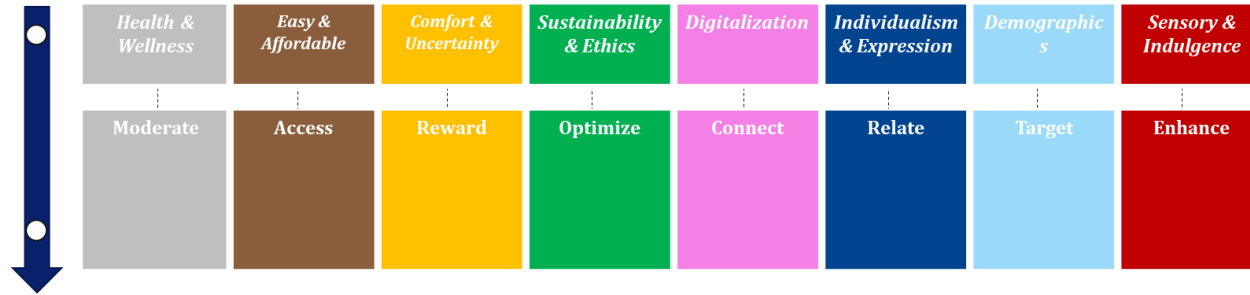 Health &
Wellness
Easy &
Affordable
Comfort &
Uncertainty
Sustainability
& Ethics
Digitalization
Individualism
& Expression
Demographic
s
Sensory &
Indulgence
Moderate
Access
Reward
Optimize
Connect
Relate
Target
Enhance